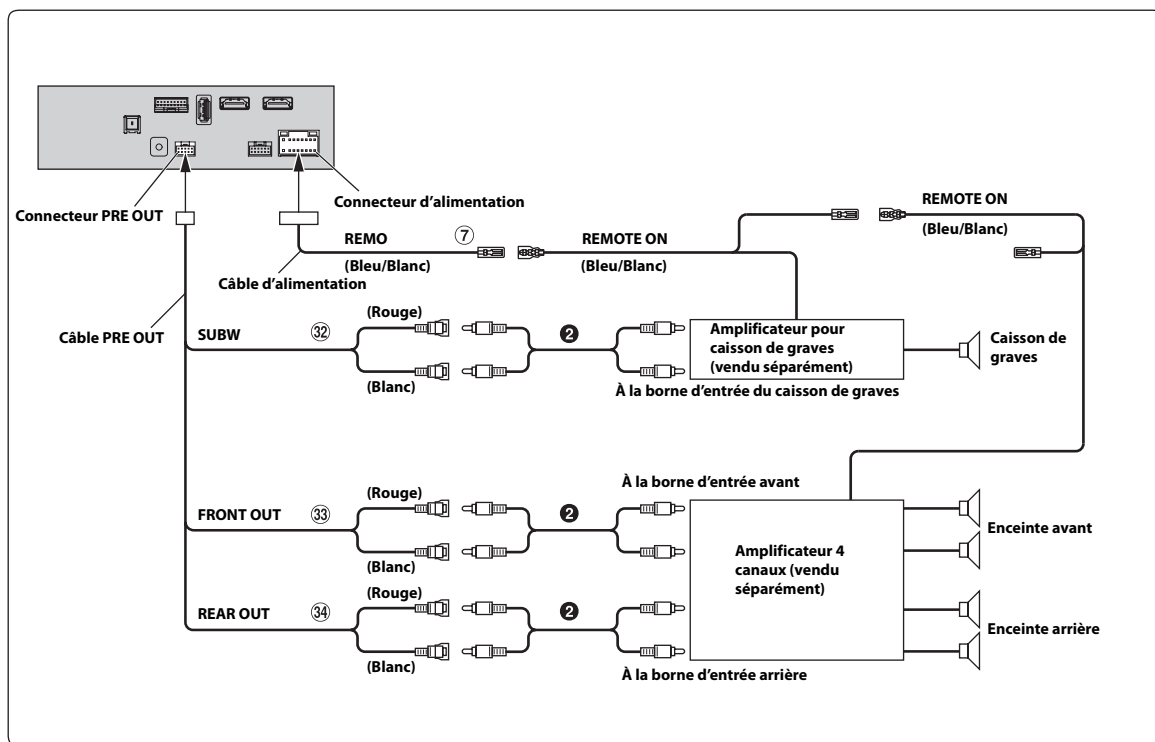 Connecteur PRE OUT
Connecteur d'alimentation
REMOTE ON
(Bleu/Blanc)
REMO
⑦
(Bleu/Blanc)
REMOTE ON
(Bleu/Blanc)
Câble d'alimentation
Câble PRE OUT
SUBW
㉜
(Rouge)
(Blanc)
❷
Amplificateur pour
caisson de graves
(vendu séparément)
Caisson de
graves
À la borne d'entrée du caisson de graves
À la borne d'entrée avant
FRONT OUT
㉝
(Rouge)
(Blanc)
❷
Amplificateur 4
canaux (vendu
séparément)
Enceinte avant
REAR OUT
㉞
(Rouge)
(Blanc)
❷
Enceinte arrière
À la borne d'entrée arrière